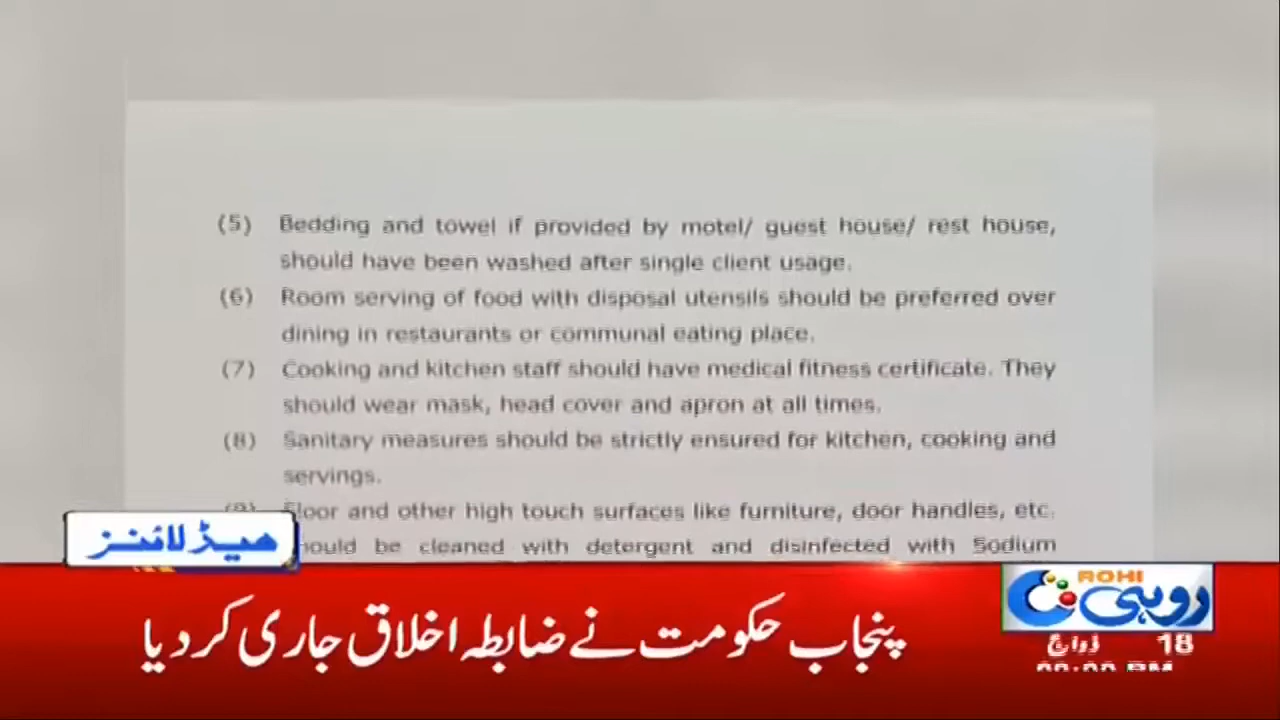 (5) Bedding and towel if provided by motel/ guest house/ rest house,
should have been washed after single client usage.
(6) Room serving of food with disposal utensils should be preferred over
dining in restaurants or communal eating place.
(7) Cooking and kitchen staff should have medical fitness certificate. They
should wear mask, head cover and apron at all times.
(8) Sanitary measures should be strictly ensured for kitchen, cooking and
servings.
Floor and other high touch surfaces like furniture, door handles, etc.
should be cleaned with detergent and disinfected with Sodium
ہیڈلائنز
ROHI
روہی
پنجاب حکومت نے ضابطہ اخلاق جاری کر دیا
18